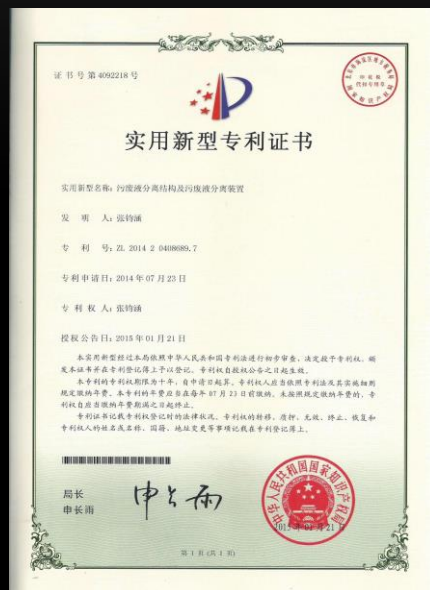 证书号第4092218号
实用新型专利证书
实用新型名称：污废液分离结构及污废液分离装置
发 明 人：张钧涵
专 利 号：ZL 2014 2 0408689.7
专利申请日：2014年07月23日
专 利 权 人：张钧涵
授权公告日：2015年01月21日
本实用新型经过本局依照中华人民共和国专利法进行初步审查，决定授予专利权，颁
发本证书并在专利登记簿上予以登记。专利权自授权公告之日起生效。
本专利的专利权期限为十年，自申请日起算。专利权人应当依照专利法及其实施细则
规定缴纳年费。本专利的年费应当在每年07月23日前缴纳。未按照规定缴纳年费的，专
利权自应当缴纳年费期满之日起终止。
专利证书记载专利权登记时的法律状况。专利权的转移、质押、无效、终止、恢复和
专利权人的姓名或名称、国籍、地址变更等事项记载在专利登记簿上。
局长
申长雨
申长雨
中华人民共和国国家知识产权局
2015年01月21日
第 1 页 (共 1 页)